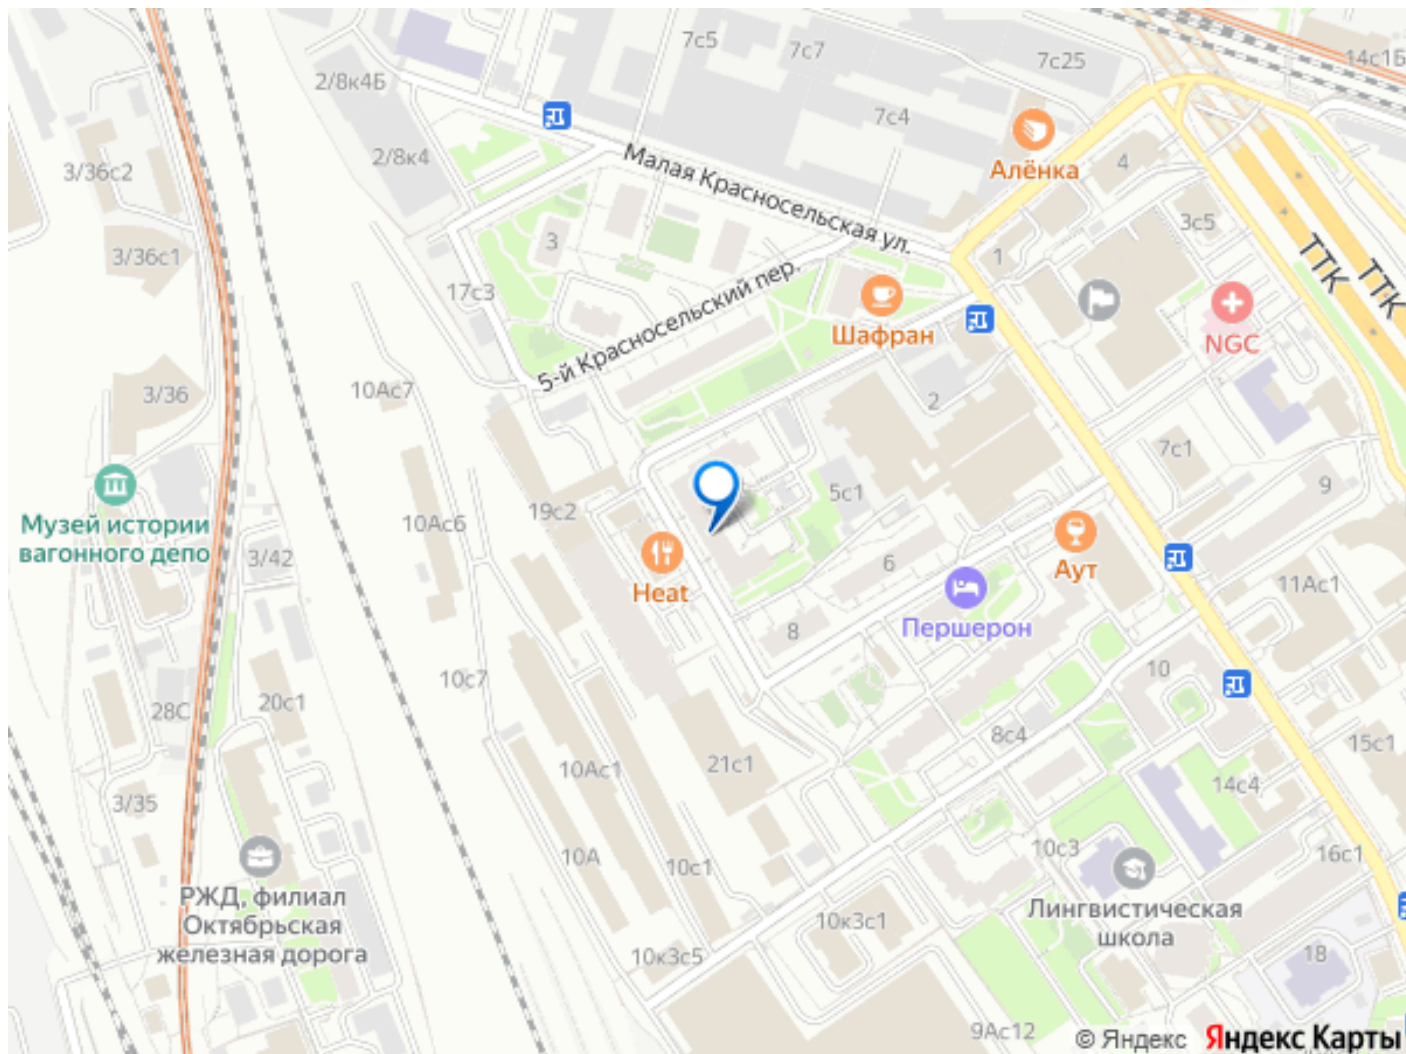 7с5
7с7
7с25
14с1Б
2/8к4Б
7с4
2/8к4
Малая Красносельская ул.
Алёнка
4
3/36с2
3
3с5
3/36с1
1
ТТК
ТТК
17с3
5-й Красносельский пер.
Шафран
NGC
3/36
10Ас7
2
7с1
Музей истории
вагонного депо
19с2
5с1
9
10Ас6
3/42
Heat
6
Аут
11Ас1
Першерон
8
10с7
10
28С
20с1
8с4
15с1
21с1
10Ас1
14с4
3/35
10А
10с1
10с3
16с1
РЖД, филиал
Октябрьская
железная дорога
Лингвистическая
школа
10к3с1
10к3с5
18
9Ас12
© Яндекс Яндекс Карты